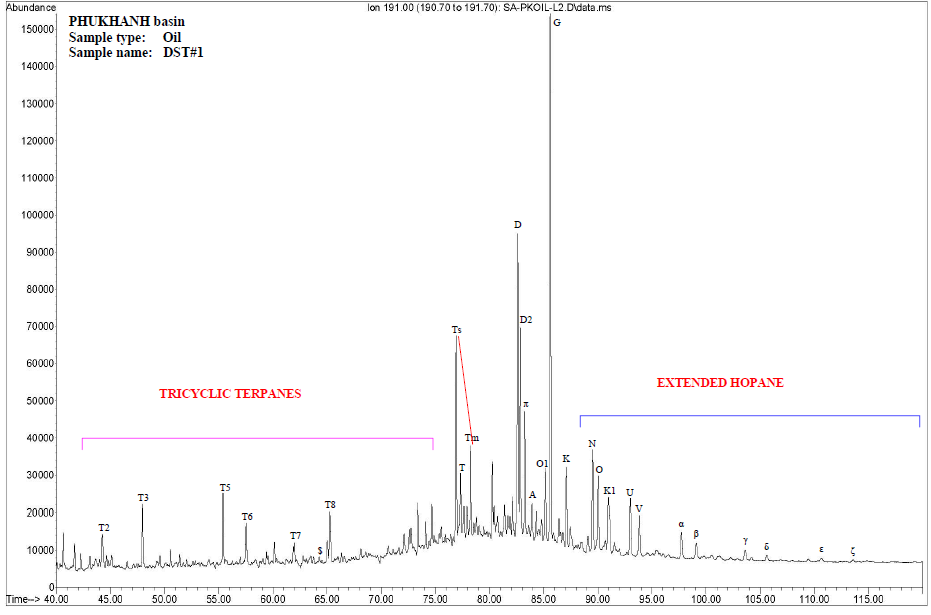 Abundance
Ion 191.00 (190.70 to 191.70): SA-PKOIL-L2.D\data.ms
PHUKHANH basin
Sample type: Oil
Sample name: DST#1
150000
140000
130000
120000
110000
100000
90000
80000
70000
60000
50000
40000
30000
20000
10000
0
G
D
D2
Ts
π
Tm
T
O1
K
A
N
O
K1
U
V
TRICYCLIC TERPANES
EXTENDED HOPANE
T2
T3
T5
T6
T7
$
T8
α
β
γ
δ
ε
ζ
Time-->
40.00 45.00 50.00 55.00 60.00 65.00 70.00 75.00 80.00 85.00 90.00 95.00 100.00 105.00 110.00 115.00